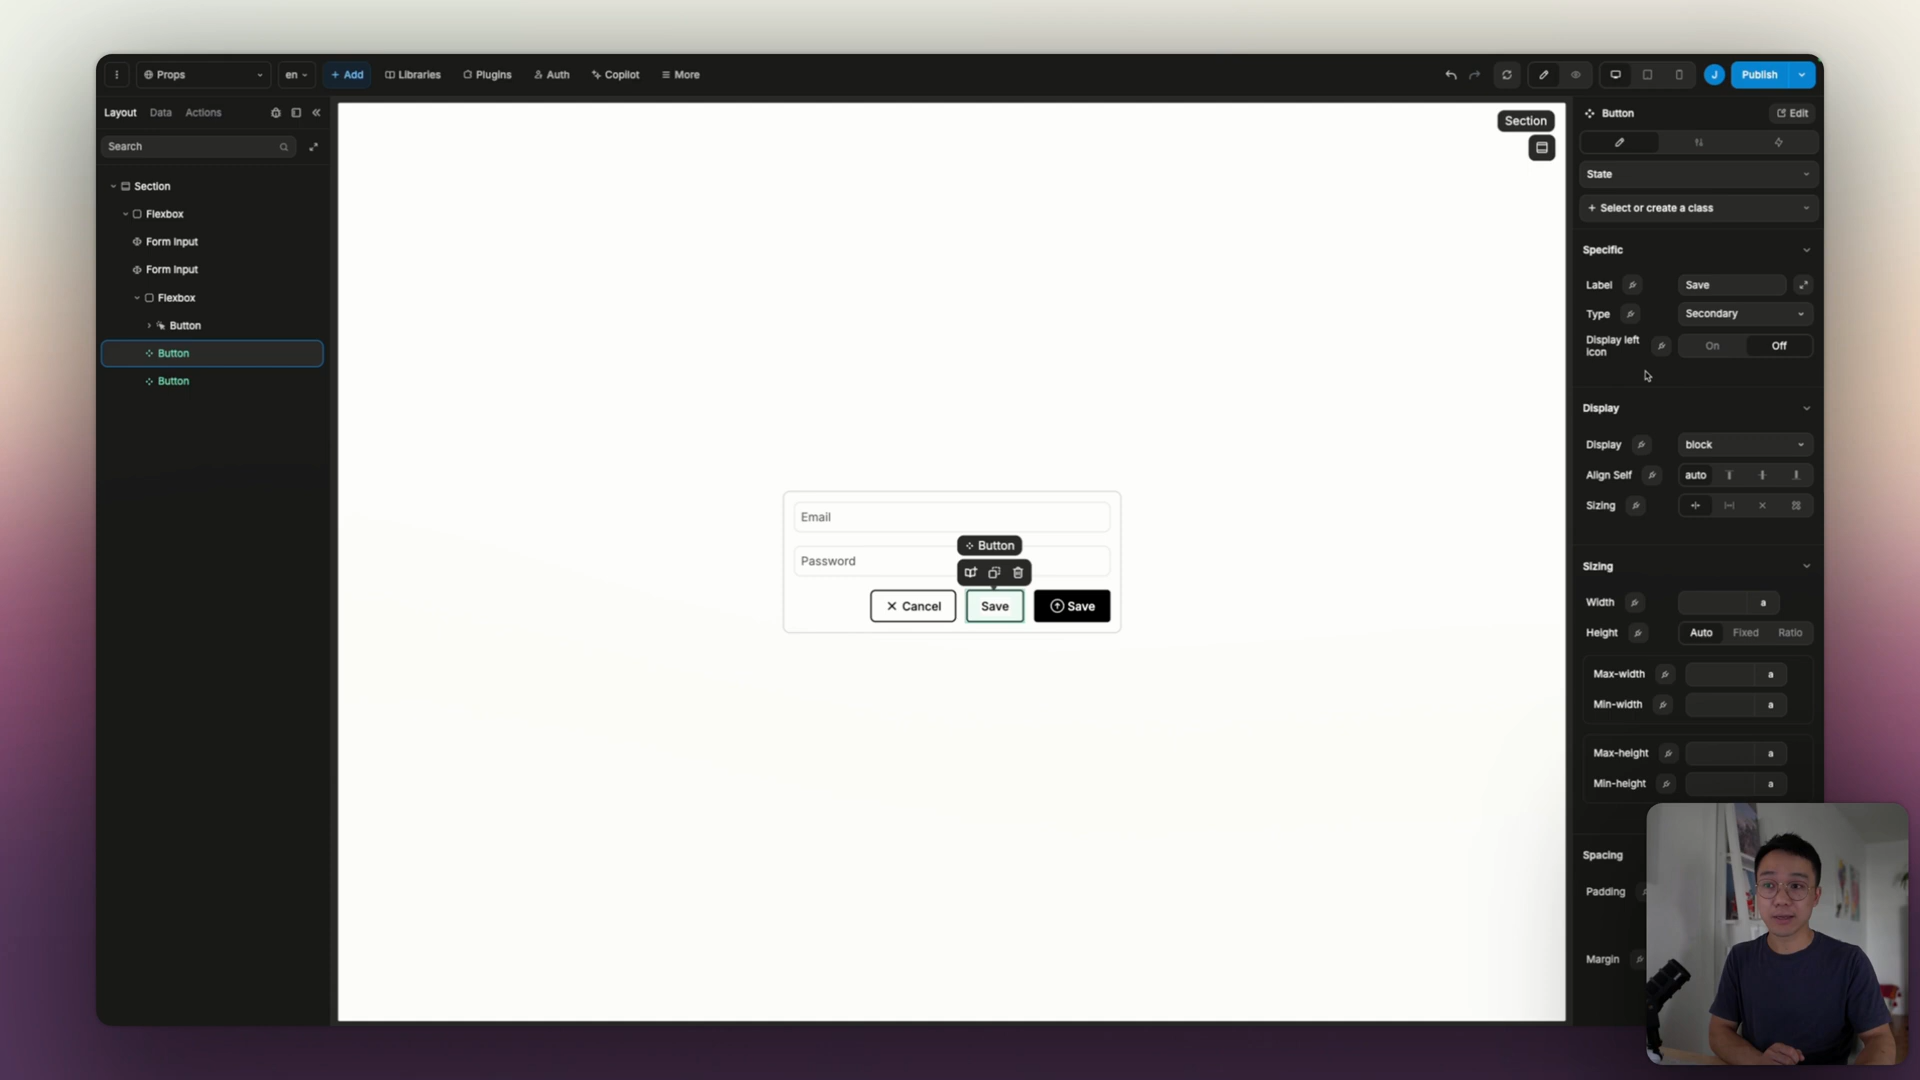 Props
en
+ Add
Libraries
Plugins
Auth
Copilot
More
J
Publish
Layout
Data
Actions
Search
Section
Flexbox
Form Input
Form Input
Flexbox
Button
Button
Button
Section
Email
Password
Button
Cancel
Save
Save
Button
Edit
State
+ Select or create a class
Specific
Label
Save
Type
Secondary
Display left
icon
On
Off
Display
Display
block
Align Self
auto
Sizing
Sizing
Width
a
Height
Auto
Fixed
Ratio
Max-width
a
Min-width
a
Max-height
a
Min-height
a
Spacing
Padding
Margin